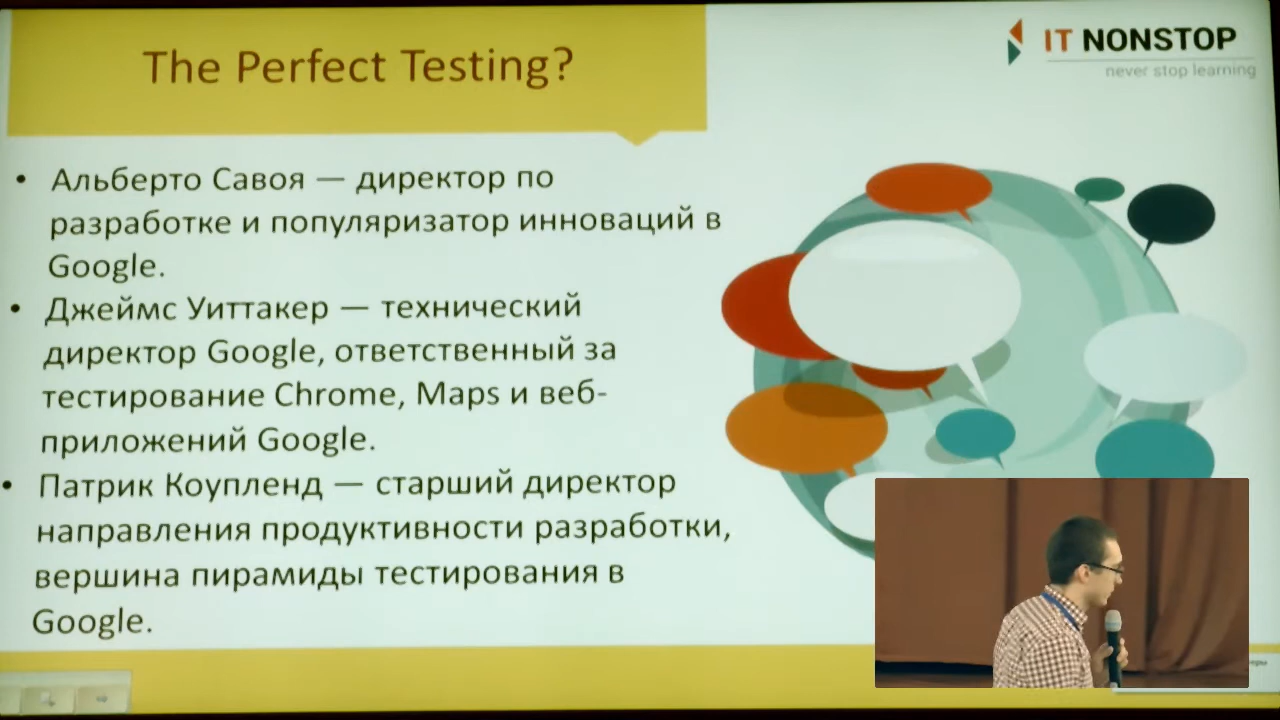 The Perfect Testing?
IT NONSTOP
never stop learning
• Альберто Савоя — директор по
разработке и популяризатор инноваций в
Google.
• Джеймс Уиттакер — технический
директор Google, ответственный за
тестирование Chrome, Maps и веб-
приложений Google.
• Патрик Коупленд — старший директор
направления продуктивности разработки,
вершина пирамиды тестирования в
Google.